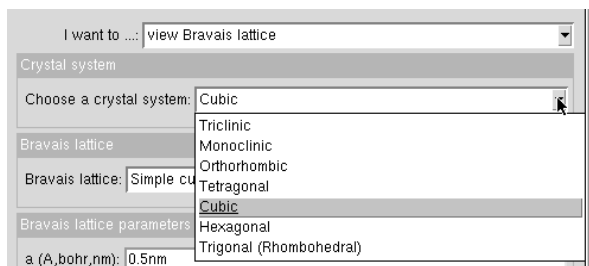 I want to ...: view Bravais lattice
Crystal system
Choose a crystal system: Cubic
Triclinic
Monoclinic
Bravais lattice
Orthorhombic
Bravais lattice: Simple cu
Tetragonal
Cubic
Bravais lattice parameters
Hexagonal
Trigonal (Rhombohedral)
a (A,bohr,nm): 0.5nm